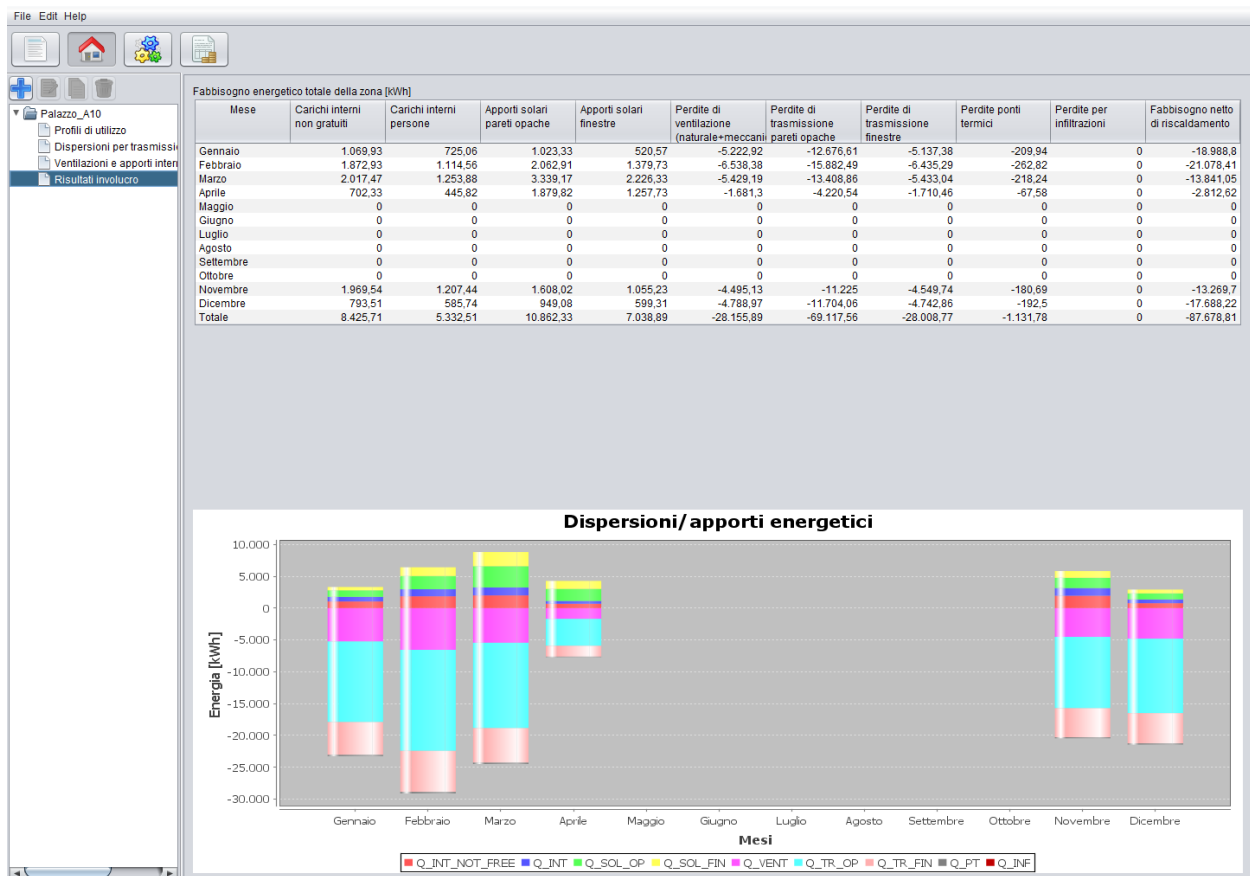 File Edit Help
Palazzo_A10
Profili di utilizzo
Dispersioni per trasmissi
Ventilazioni e apporti inter
Risultati involucro
Fabbisogno energetico totale della zona [kWh]
Mese Carichi interni non gratuiti Carichi interni persone Apporti solari pareti opache Apporti solari finestre Perdite di ventilazione (naturale+meccani Perdite di trasmissione pareti opache Perdite di trasmissione finestre Perdite ponti termici Perdite per infiltrazioni Fabbisogno netto di riscaldamento
Gennaio 1.069,93 725,06 1.023,33 520,57 -5.222,92 -12.676,61 -5.137,38 -209,94 0 -18.988,8
Febbraio 1.872,93 1.114,56 2.062,91 1.379,73 -6.538,38 -15.882,49 -6.435,29 -262,82 0 -21.078,41
Marzo 2.017,47 1.253,88 3.339,17 2.226,33 -5.429,19 -13.408,86 -5.433,04 -218,24 0 -13.841,05
Aprile 702,33 445,82 1.879,82 1.257,73 -1.681,3 -4.220,54 -1.710,46 -67,58 0 -2.812,62
Maggio 0 0 0 0 0 0 0 0 0 0
Giugno 0 0 0 0 0 0 0 0 0 0
Luglio 0 0 0 0 0 0 0 0 0 0
Agosto 0 0 0 0 0 0 0 0 0 0
Settembre 0 0 0 0 0 0 0 0 0 0
Ottobre 0 0 0 0 0 0 0 0 0 0
Novembre 1.969,54 1.207,44 1.608,02 1.055,23 -4.495,13 -11.225 -4.549,74 -180,69 0 -13.269,7
Dicembre 793,51 585,74 949,08 599,31 -4.788,97 -11.704,06 -4.742,86 -192,5 0 -17.688,22
Totale 8.425,71 5.332,51 10.862,33 7.038,89 -28.155,89 -69.117,56 -28.008,77 -1.131,78 0 -87.678,81
Dispersioni/apporti energetici
Energia [kWh]
10.000
5.000
0
-5.000
-10.000
-15.000
-20.000
-25.000
-30.000
Gennaio Febbraio Marzo Aprile Maggio Giugno Luglio Agosto Settembre Ottobre Novembre Dicembre
Mesi
Q_INT_NOT_FREE Q_INT Q_SOL_OP Q_SOL_FIN Q_VENT Q_TR_OP Q_TR_FIN Q_PT Q_INF